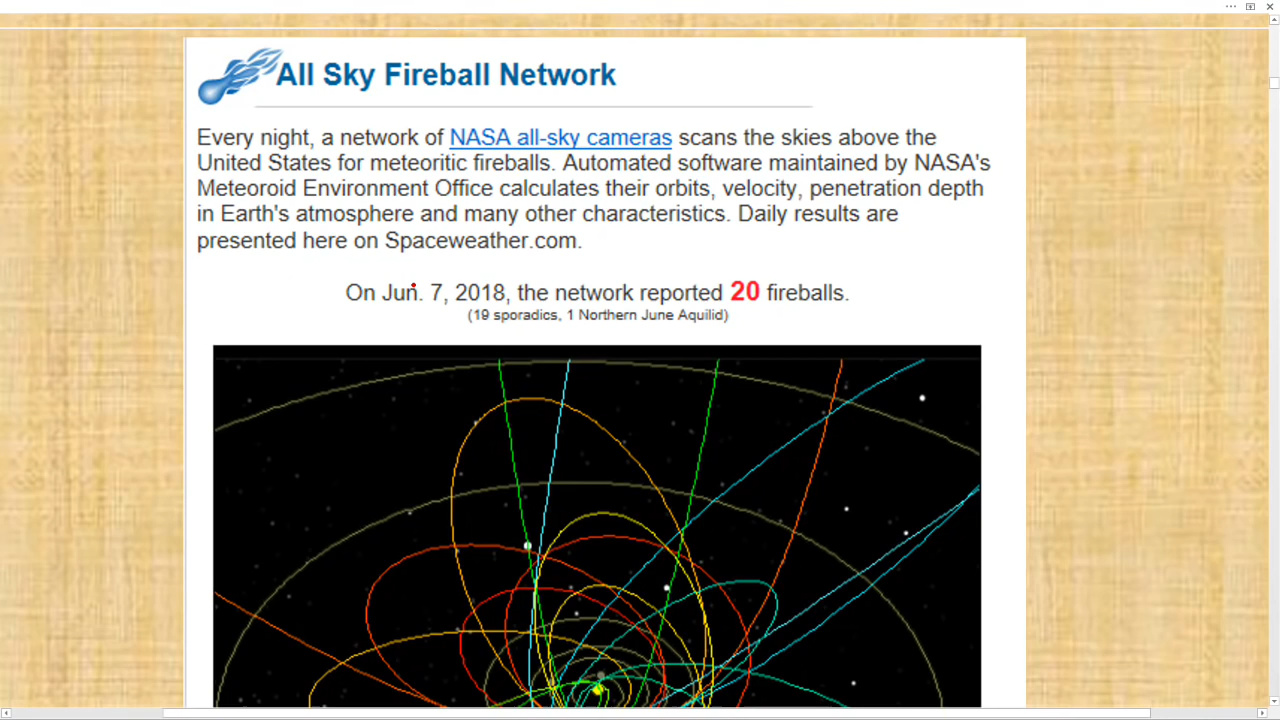 All Sky Fireball Network
Every night, a network of NASA all-sky cameras scans the skies above the
United States for meteoritic fireballs. Automated software maintained by NASA's
Meteoroid Environment Office calculates their orbits, velocity, penetration depth
in Earth's atmosphere and many other characteristics. Daily results are
presented here on Spaceweather.com.
On Jun. 7, 2018, the network reported 20 fireballs.
(19 sporadics, 1 Northern June Aquilid)